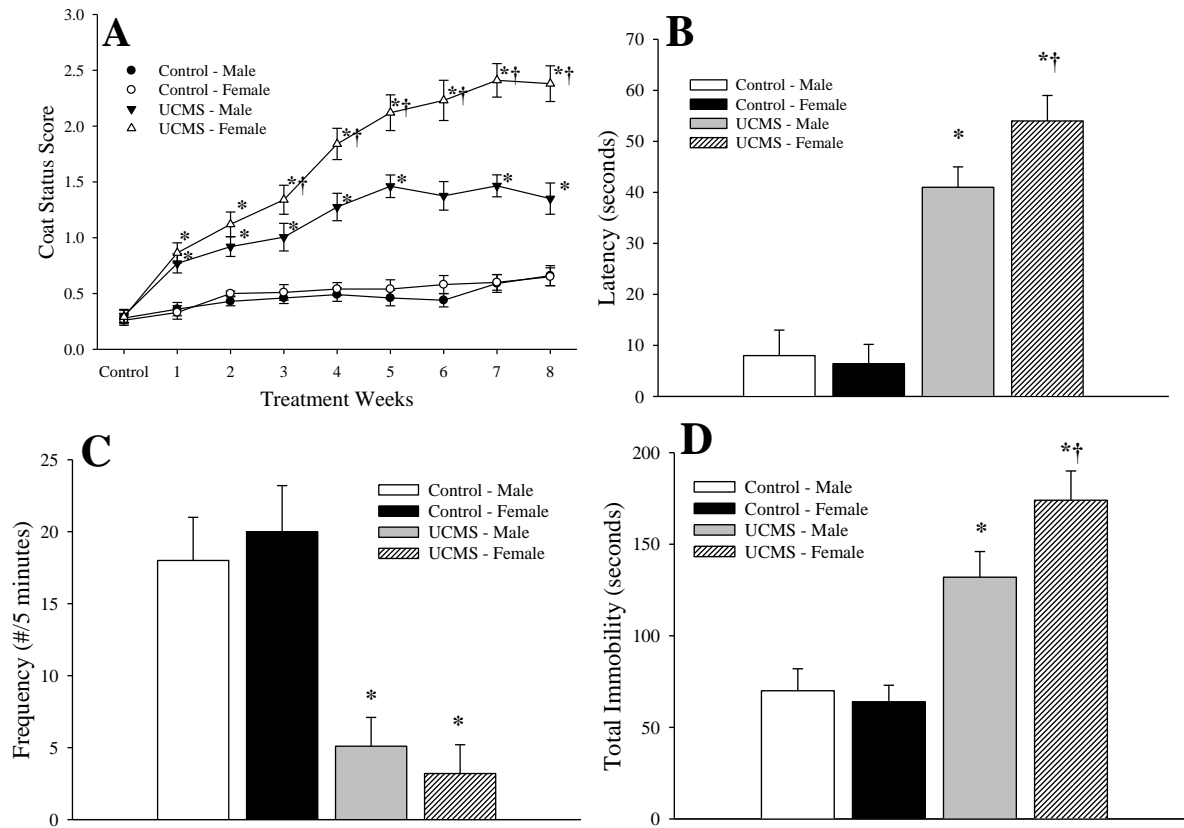 A
3.0
2.5
2.0
1.5
1.0
0.5
0.0
Coat Status Score
Control - Male
Control - Female
UCMS - Male
UCMS - Female
*
*
*
*
*†
*
*†
*
*†
*
*†
*†
*
*†
*
Control 1 2 3 4 5 6 7 8
Treatment Weeks
B
70
60
50
40
30
20
10
0
Latency (seconds)
Control - Male
Control - Female
UCMS - Male
UCMS - Female
*
*†
C
25
20
15
10
5
0
Frequency (#/5 minutes)
Control - Male
Control - Female
UCMS - Male
UCMS - Female
*
*
D
200
150
100
50
0
Total Immobility (seconds)
Control - Male
Control - Female
UCMS - Male
UCMS - Female
*
*†